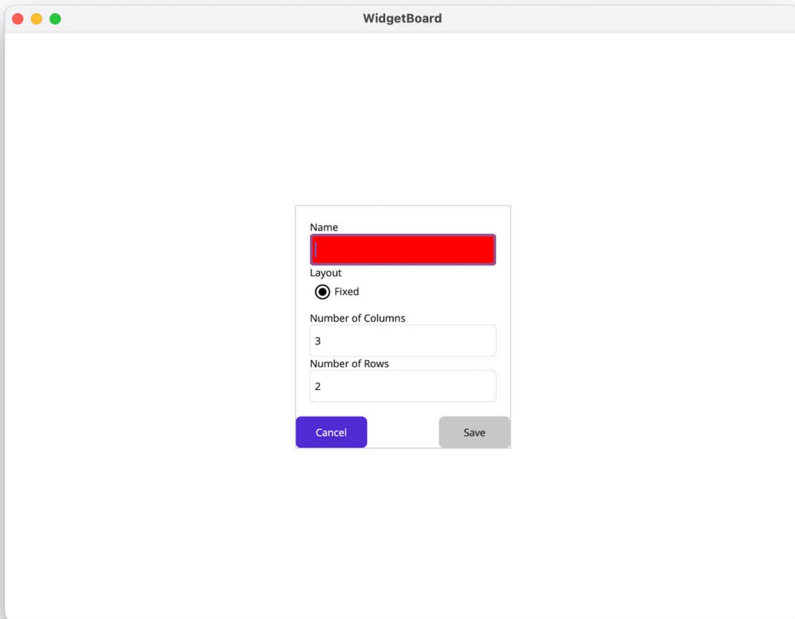 WidgetBoard
Name
Layout
Fixed
Number of Columns
3
Number of Rows
2
Cancel Save